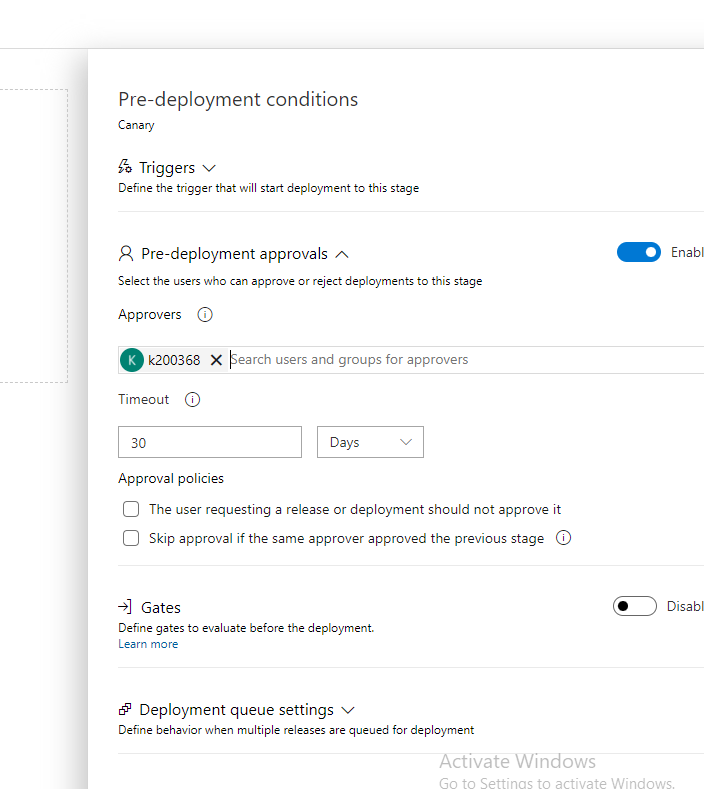 Pre-deployment conditions
Canary
Triggers
Define the trigger that will start deployment to this stage
Pre-deployment approvals
Enabl
Select the users who can approve or reject deployments to this stage
Approvers
K k200368 Search users and groups for approvers
Timeout
30 Days
Approval policies
The user requesting a release or deployment should not approve it
Skip approval if the same approver approved the previous stage
Gates
Disabl
Define gates to evaluate before the deployment.
Learn more
Deployment queue settings
Define behavior when multiple releases are queued for deployment
Activate Windows
Go to Settings to activate Windows.